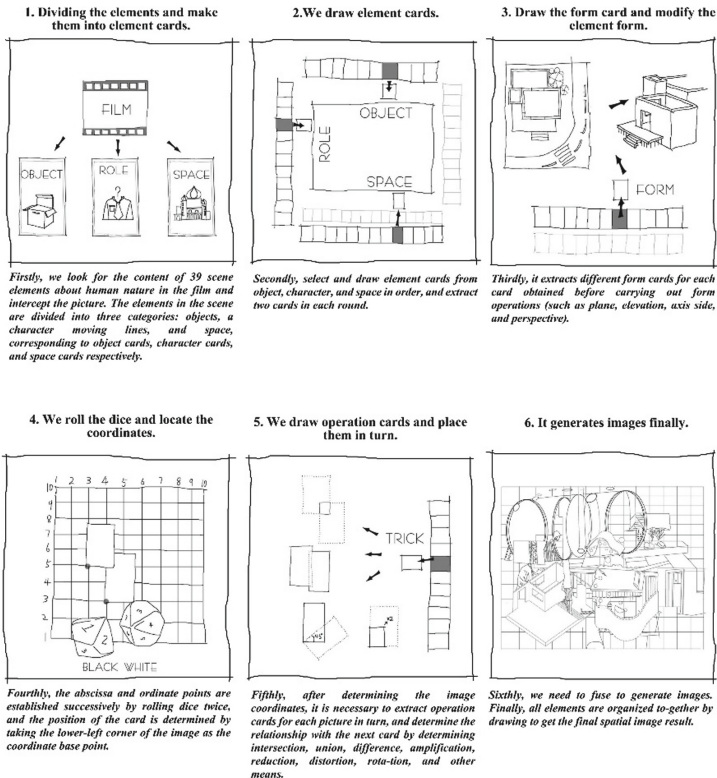 1. Dividing the elements and make
them into element cards.
FILM
OBJECT
ROLE
SPACE
Firstly, we look for the content of 39 scene
elements about human nature in the film and
intercept the picture. The elements in the scene
are divided into three categories: objects, a
character moving lines, and space,
corresponding to object cards, character cards,
and space cards respectively.
2.We draw element cards.
OBJECT
ROLE
SPACE
Secondly, select and draw element cards from
object, character, and space in order, and extract
two cards in each round.
3. Draw the form card and modify the
element form.
FORM
Thirdly, it extracts different form cards for each
card obtained before carrying out form
operations (such as plane, elevation, axis side,
and perspective).
4. We roll the dice and locate the
coordinates.
1 2 3 4 5 6 7 8 9 10
10
9
8
7
6
5
4
3
2
1
BLACK WHITE
Fourthly, the abscissa and ordinate points are
established successively by rolling dice twice,
and the position of the card is determined by
taking the lower-left corner of the image as the
coordinate base point.
5. We draw operation cards and place
them in turn.
TRICK
x2
Fifthly, after determining the image
coordinates, it is necessary to extract operation
cards for each picture in turn, and determine the
relationship with the next card by determining
intersection, union, difference, amplification,
reduction, distortion, rota-tion, and other
means.
6. It generates images finally.
Sixthly, we need to fuse to generate images.
Finally, all elements are organized to-gether by
drawing to get the final spatial image result.